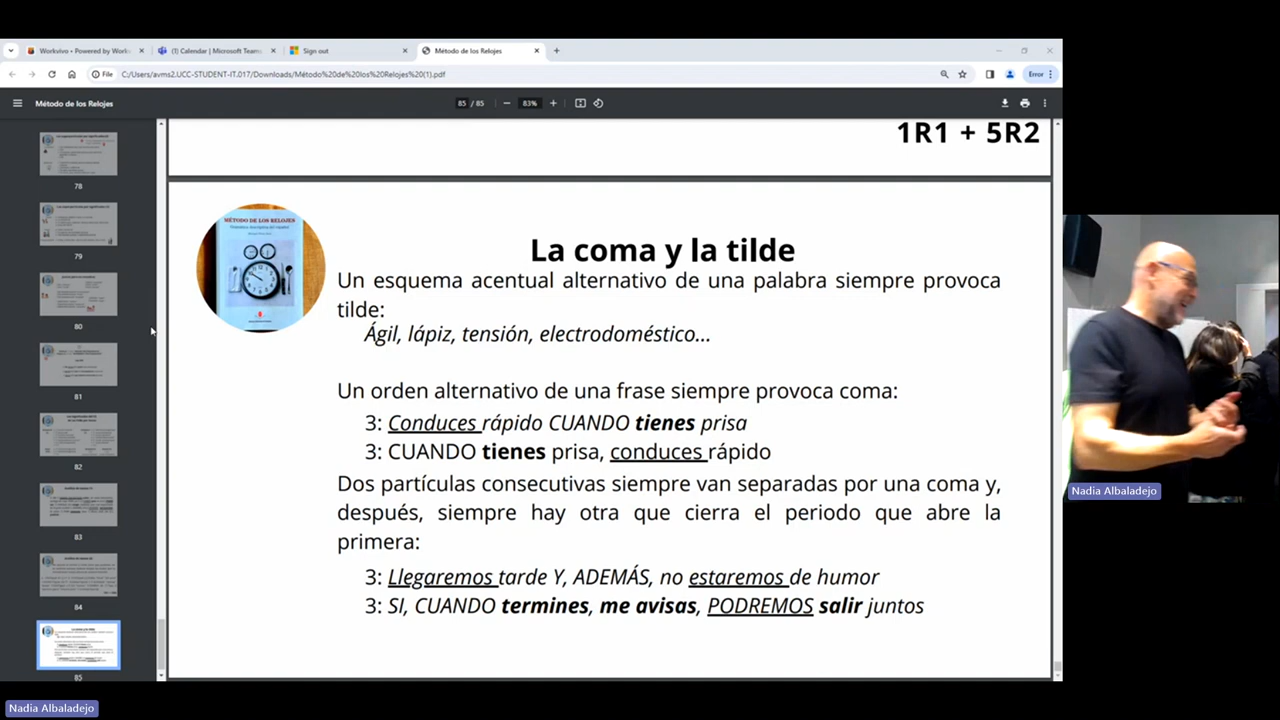 Workvivo • Powered by Work
(1) Calendar | Microsoft Teams
Sign out
Método de los Relojes
File
C:/Users/avms2.UCC-STUDENT-IT.017/Downloads/Método%20de%20los%20Relojes%20(1).pdf
Error
Método de los Relojes
85 / 85
83%
78
79
80
81
82
83
84
85
1R1 + 5R2
MÉTODO DE LOS RELOJES
La coma y la tilde
Un esquema acentual alternativo de una palabra siempre provoca
tilde:
Ágil, lápiz, tensión, electrodoméstico...
Un orden alternativo de una frase siempre provoca coma:
3: Conduces rápido CUANDO tienes prisa
3: CUANDO tienes prisa, conduces rápido
Dos partículas consecutivas siempre van separadas por una coma y,
después, siempre hay otra que cierra el periodo que abre la
primera:
3: Llegaremos tarde Y, ADEMÁS, no estaremos de humor
3: SI, CUANDO termines, me avisas, PODREMOS salir juntos
Nadia Albaladejo
Nadia Albaladejo